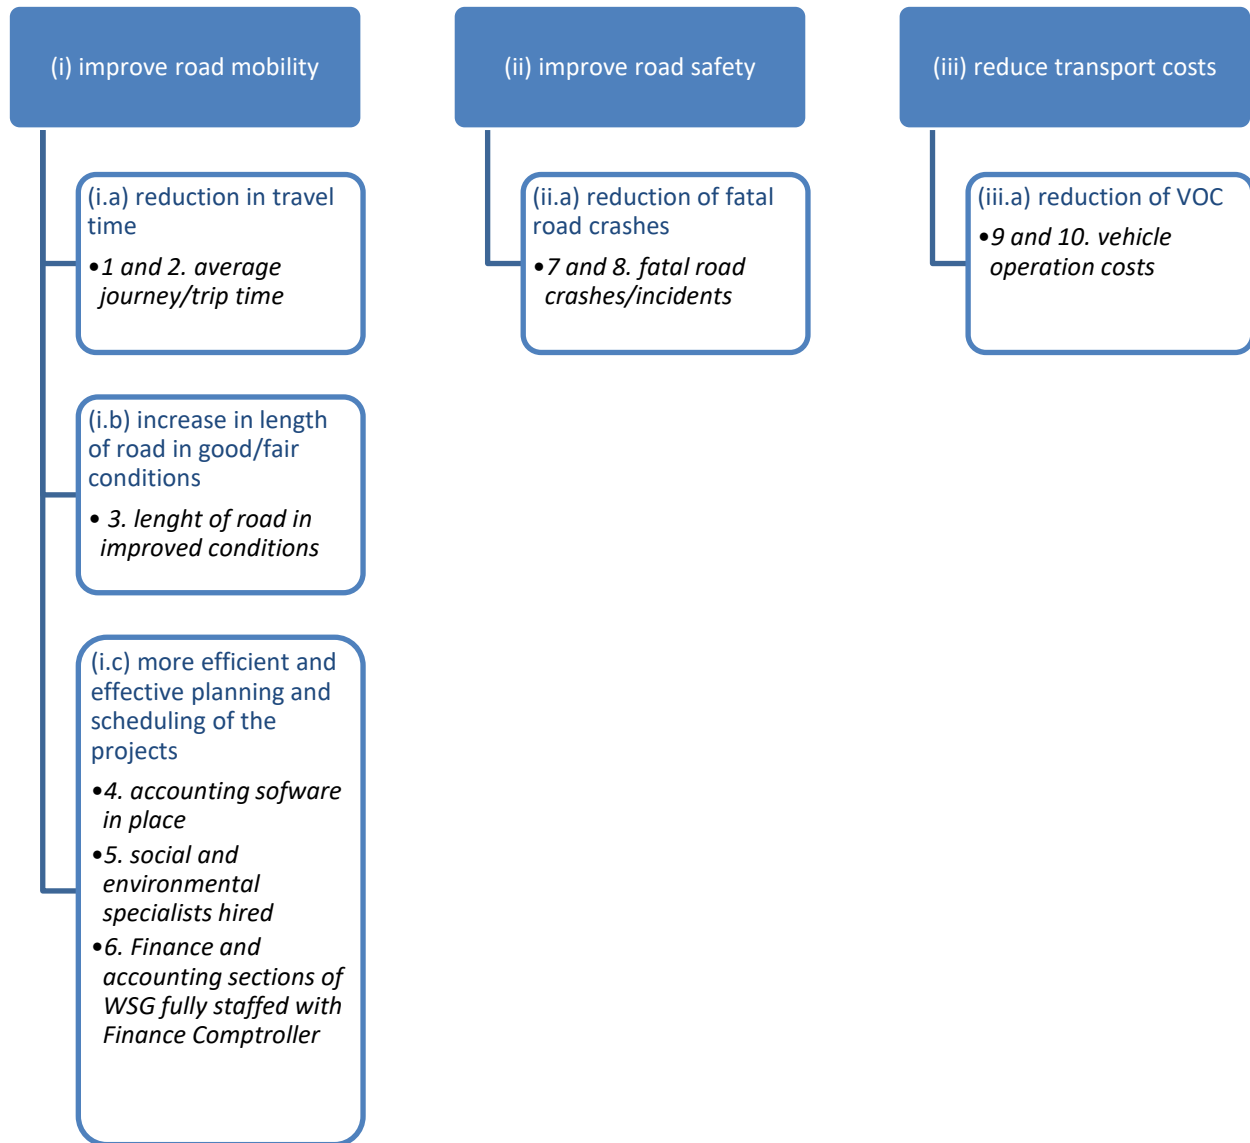 (i) improve road mobility
(i.a) reduction in travel
time
•1 and 2. average
journey/trip time
(i.b) increase in length
of road in good/fair
conditions
• 3. lenght of road in
improved conditions
(i.c) more efficient and
effective planning and
scheduling of the
projects
•4. accounting sofware
in place
•5. social and
environmental
specialists hired
•6. Finance and
accounting sections of
WSG fully staffed with
Finance Comptroller
(ii) improve road safety
(ii.a) reduction of fatal
road crashes
•7 and 8. fatal road
crashes/incidents
(iii) reduce transport costs
(iii.a) reduction of VOC
•9 and 10. vehicle
operation costs